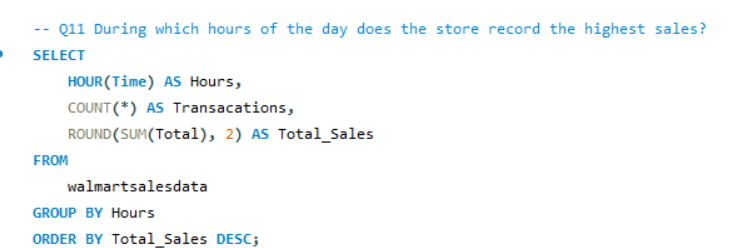 -- Q11 During which hours of the day does the store record the highest sales?
SELECT
HOUR(Time) AS Hours,
COUNT(*) AS Transacations,
ROUND(SUM(Total), 2) AS Total_Sales
FROM
walmartsalesdata
GROUP BY Hours
ORDER BY Total_Sales DESC;